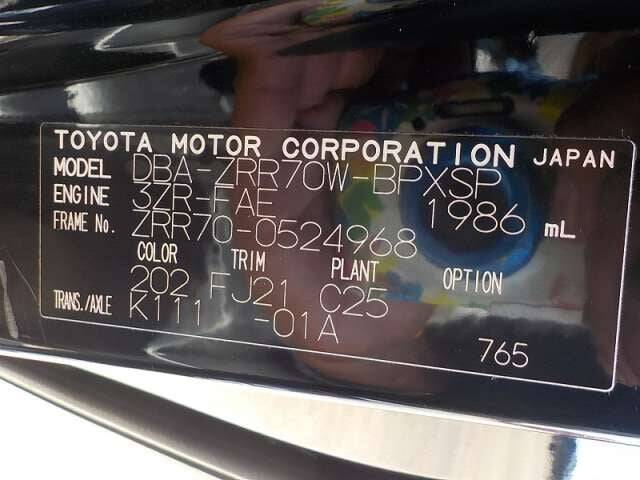 TOYOTA MOTOR CORPORATION JAPAN
MODEL DBA-ZRR70W-BPXSP
ENGINE 3ZR-FAE 1986 mL
FRAME No. ZRR70-0524968
COLOR TRIM PLANT OPTION
202 FJ21 C25
TRANS./AXLE K111 -01A
765